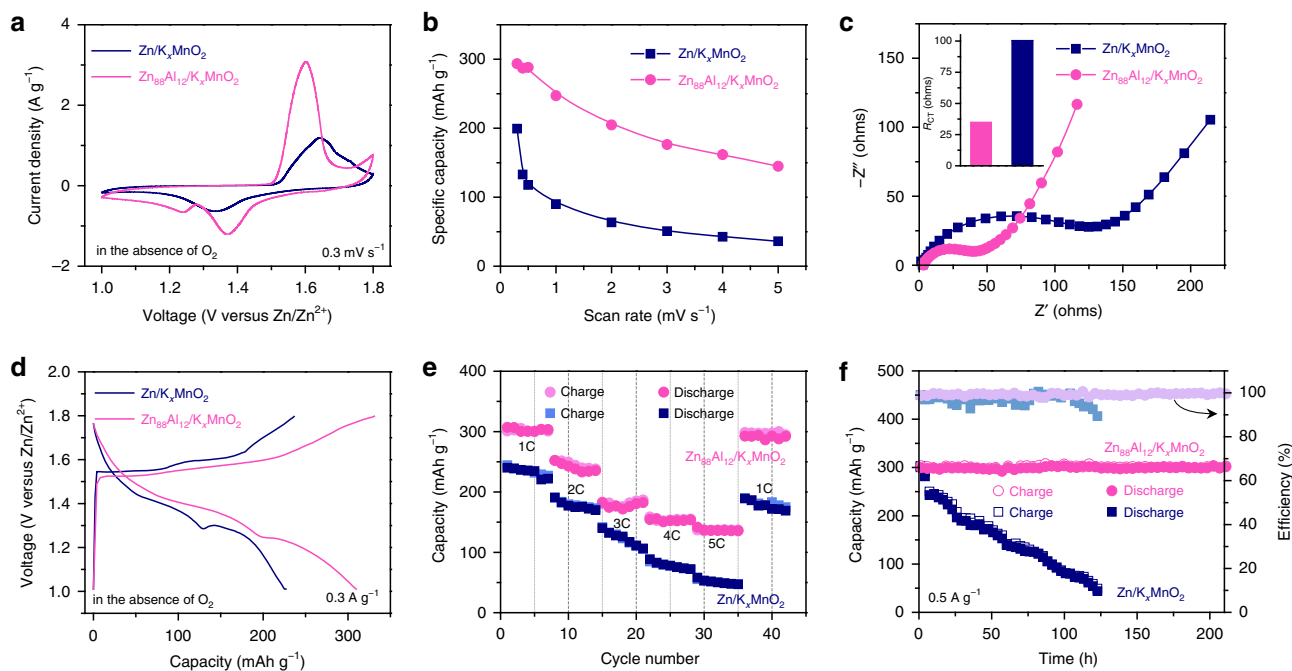 a
Zn/KₓMnO₂
Zn₈₈Al₁₂/KₓMnO₂
Current density (A g⁻¹)
4
2
0
–2
in the absence of O₂
0.3 mV s⁻¹
1.0
1.2
1.4
1.6
1.8
Voltage (V versus Zn/Zn²⁺)
b
Zn/KₓMnO₂
Zn₈₈Al₁₂/KₓMnO₂
Specific capacity (mAh g⁻¹)
300
200
100
0
0
1
2
3
4
5
Scan rate (mV s⁻¹)
c
Zn/KₓMnO₂
Zn₈₈Al₁₂/KₓMnO₂
R_CT (ohms)
100
75
50
25
0
–Z″ (ohms)
150
100
50
0
0
50
100
150
200
Z′ (ohms)
d
Zn/KₓMnO₂
Zn₈₈Al₁₂/KₓMnO₂
Voltage (V versus Zn/Zn²⁺)
2.0
1.8
1.6
1.4
1.2
1.0
in the absence of O₂
0.3 A g⁻¹
0
100
200
300
Capacity (mAh g⁻¹)
e
Charge
Discharge
Charge
Discharge
Capacity (mAh g⁻¹)
400
300
200
100
0
1C
2C
3C
4C
5C
1C
Zn₈₈Al₁₂/KₓMnO₂
Zn/KₓMnO₂
0
10
20
30
40
Cycle number
f
Capacity (mAh g⁻¹)
500
400
300
200
100
0
Zn₈₈Al₁₂/KₓMnO₂
Charge
Discharge
Charge
Discharge
0.5 A g⁻¹
Zn/KₓMnO₂
100
80
60
40
20
0
Efficiency (%)
0
50
100
150
200
Time (h)